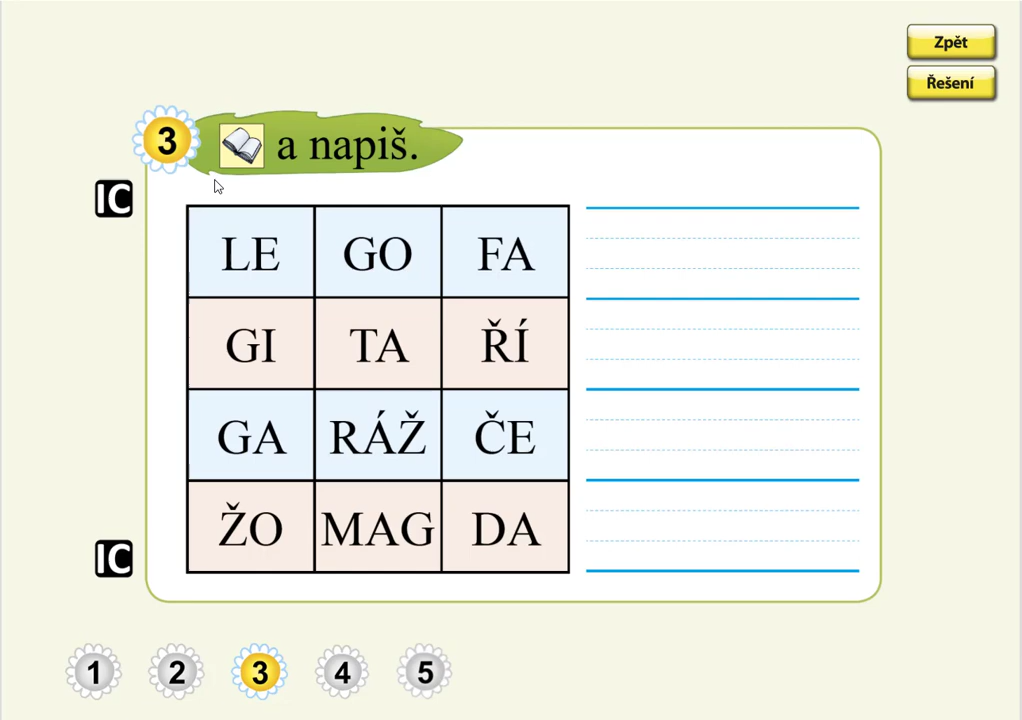 Zpět
Řešení
3 a napiš.
IC
LE GO FA
GI TA ŘÍ
GA RÁŽ ČE
ŽO MAG DA
IC
1 2 3 4 5